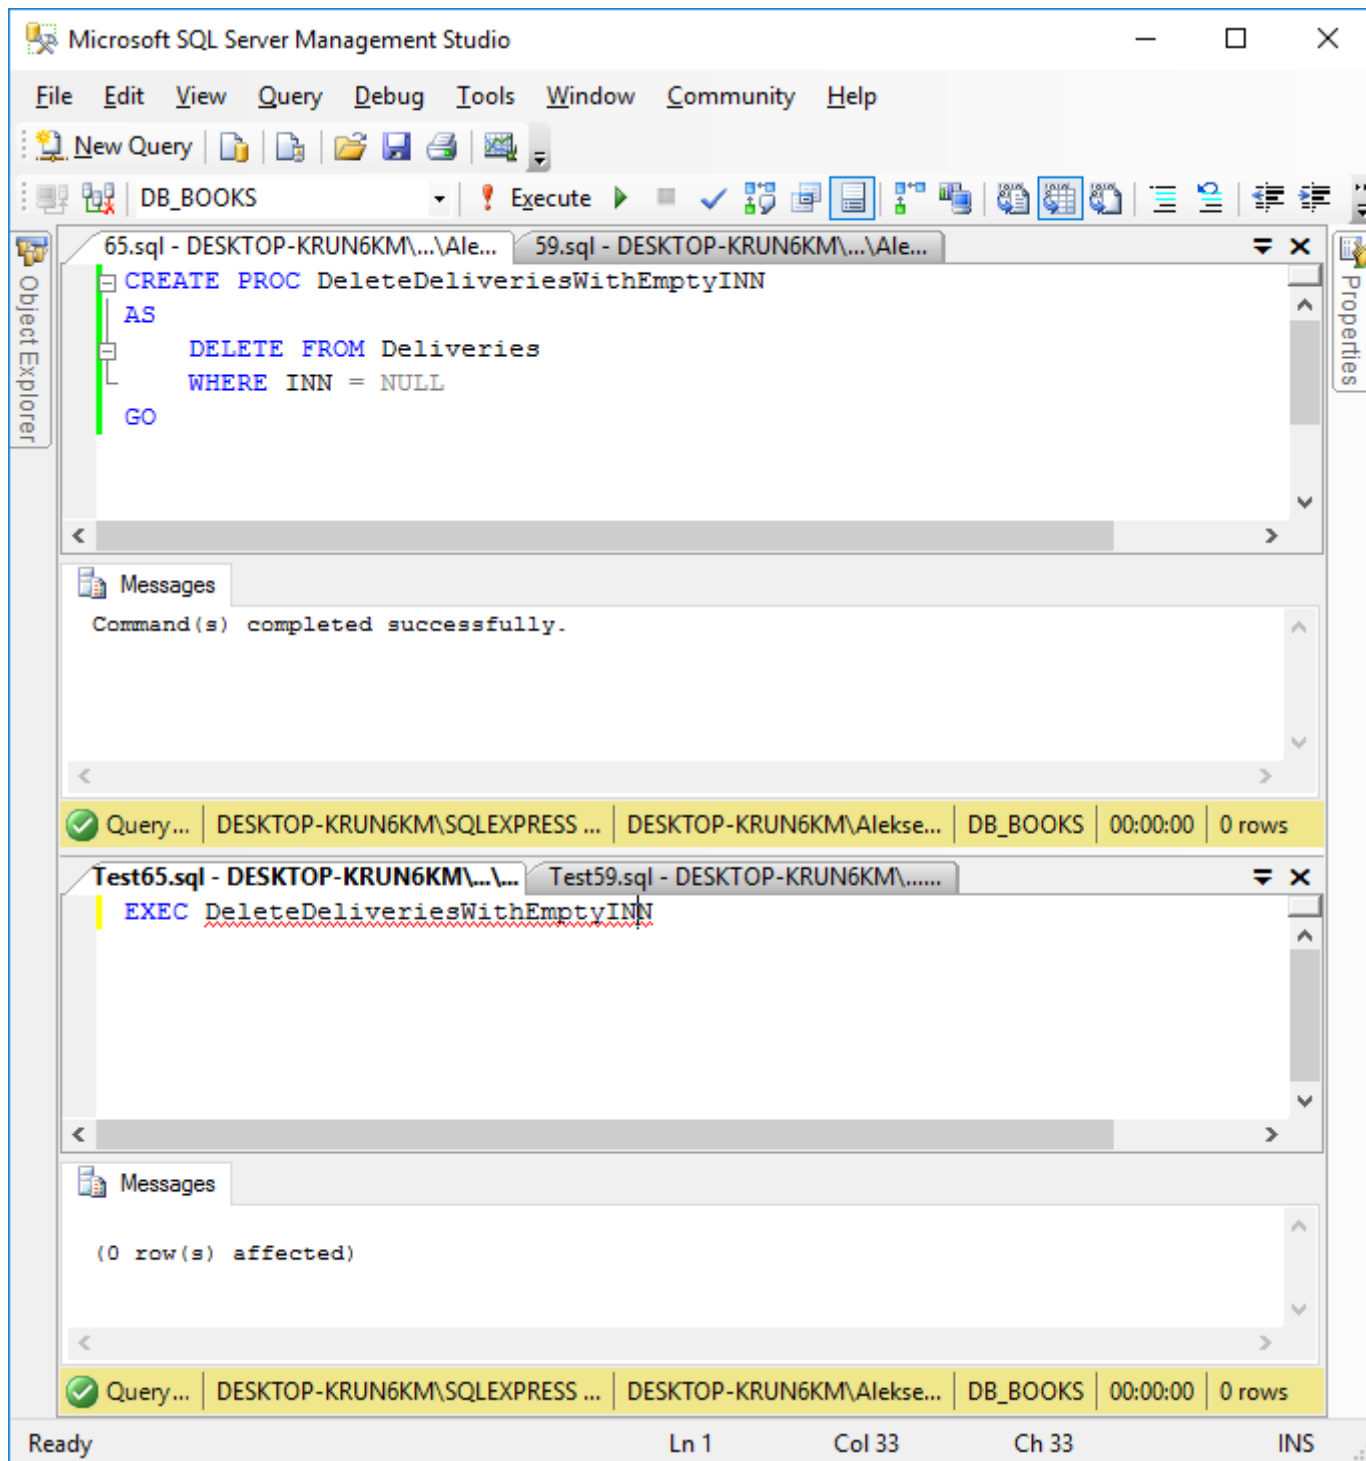 Microsoft SQL Server Management Studio
File Edit View Query Debug Tools Window Community Help
New Query
DB_BOOKS Execute
Object Explorer
65.sql - DESKTOP-KRUN6KM\...\Ale... 59.sql - DESKTOP-KRUN6KM\...\Ale...
Properties
CREATE PROC DeleteDeliveriesWithEmptyINN
AS
DELETE FROM Deliveries
WHERE INN = NULL
GO
Messages
Command(s) completed successfully.
Query... DESKTOP-KRUN6KM\SQLEXPRESS ... DESKTOP-KRUN6KM\Alekse... DB_BOOKS 00:00:00 0 rows
Test65.sql - DESKTOP-KRUN6KM\...\... Test59.sql - DESKTOP-KRUN6KM\......
EXEC DeleteDeliveriesWithEmptyINN
Messages
(0 row(s) affected)
Query... DESKTOP-KRUN6KM\SQLEXPRESS ... DESKTOP-KRUN6KM\Alekse... DB_BOOKS 00:00:00 0 rows
Ready Ln 1 Col 33 Ch 33 INS